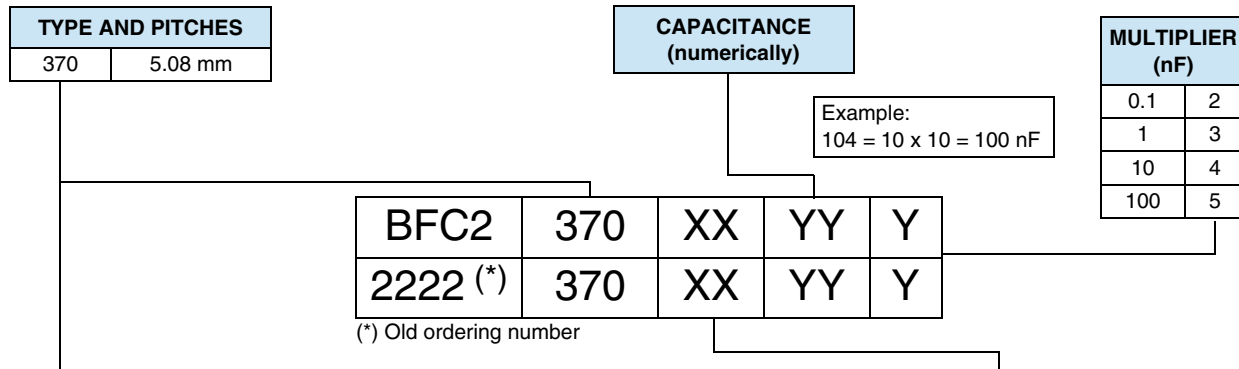 TYPE AND PITCHES
370 5.08 mm
CAPACITANCE
(numerically)
MULTIPLIER
(nF)
0.1 2
1 3
10 4
100 5
Example:
104 = 10 x 10 = 100 nF
BFC2 370 XX YY Y
2222 (*) 370 XX YY Y
(*) Old ordering number